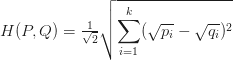 H(P,Q) = \frac{1}{\sqrt{2}} \sqrt{\sum_{i=1}^{k} (\sqrt{p_i} - \sqrt{q_i})^2}